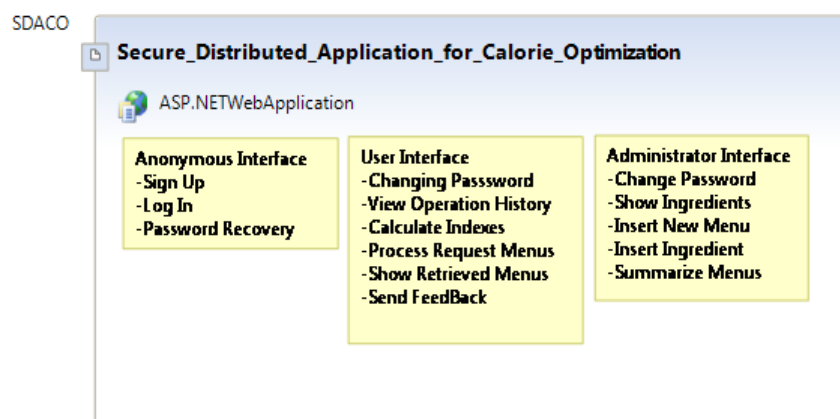 SDACO
Secure_Distributed_Application_for_Calorie_Optimization
ASP.NETWebApplication
Anonymous Interface
-Sign Up
-Log In
-Password Recovery
User Interface
-Changing Passsword
-View Operation History
-Calculate Indexes
-Process Request Menus
-Show Retrieved Menus
-Send FeedBack
Administrator Interface
-Change Password
-Show Ingredients
-Insert New Menu
-Insert Ingredient
-Summarize Menus